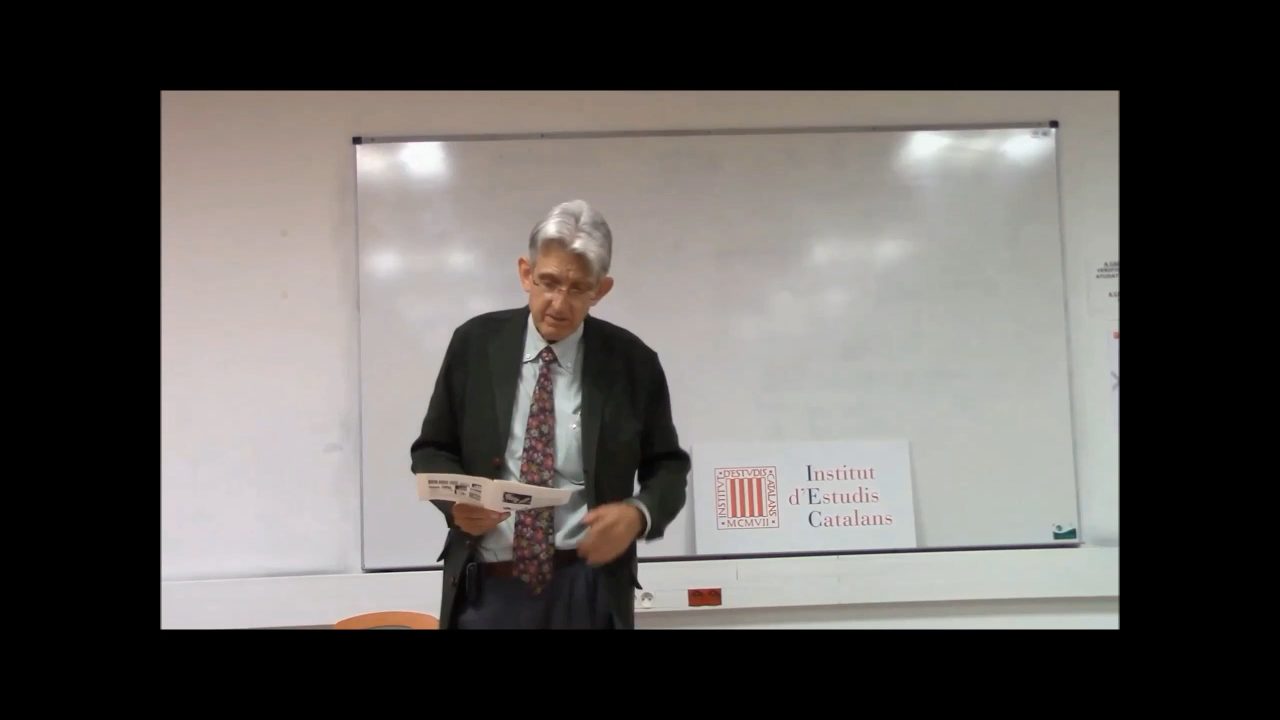 INSTITVT
D'ESTVDIS
CATALANS
MCMVII
Institut
d'Estudis
Catalans